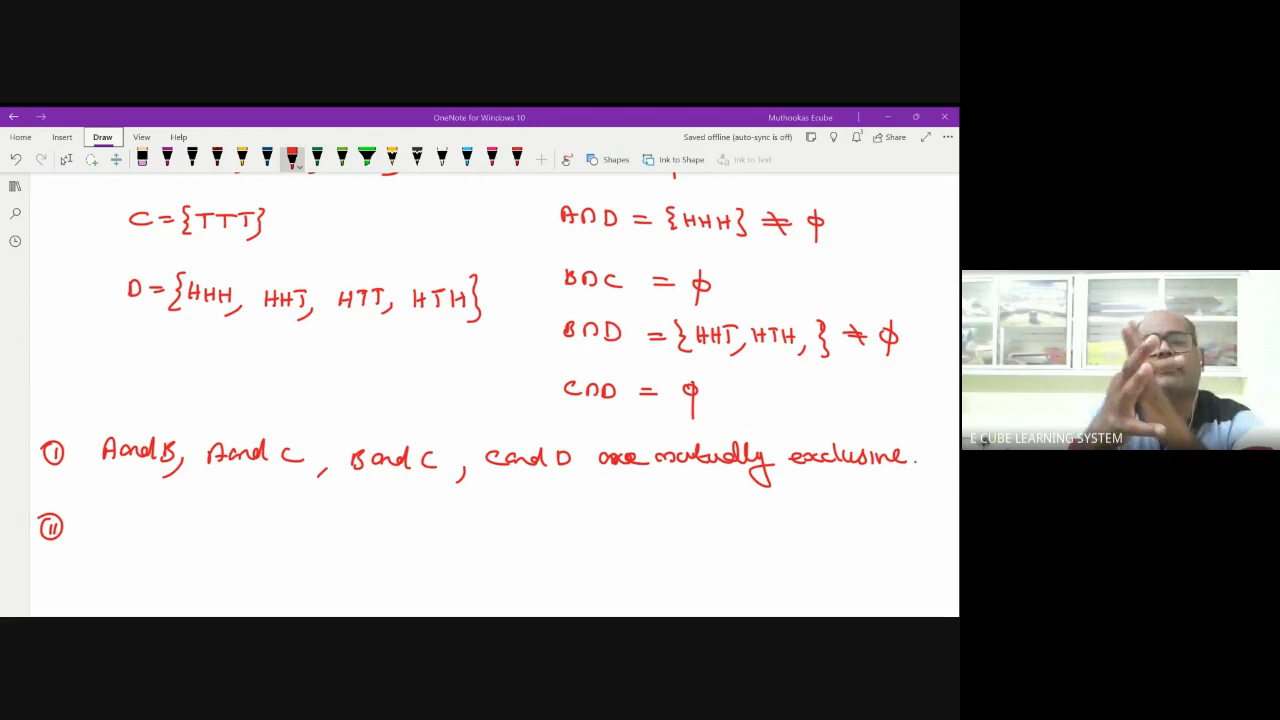 OneNote for Windows 10
Muthookas Ecube
Home Insert Draw View Help
Saved offline (auto-sync is off)
Share
Shapes
Ink to Shape
Ink to Text
C = {TTT}
D = {HHH, HHT, HTT, HTH}
A∩D = {HHH} ≠ ϕ
B∩C = ϕ
B∩D = {HHT, HTH, } ≠ ϕ
C∩D = ϕ
(i) A and B, A and C, B and C, C and D are mutually exclusive.
(ii)
E CUBE LEARNING SYSTEM